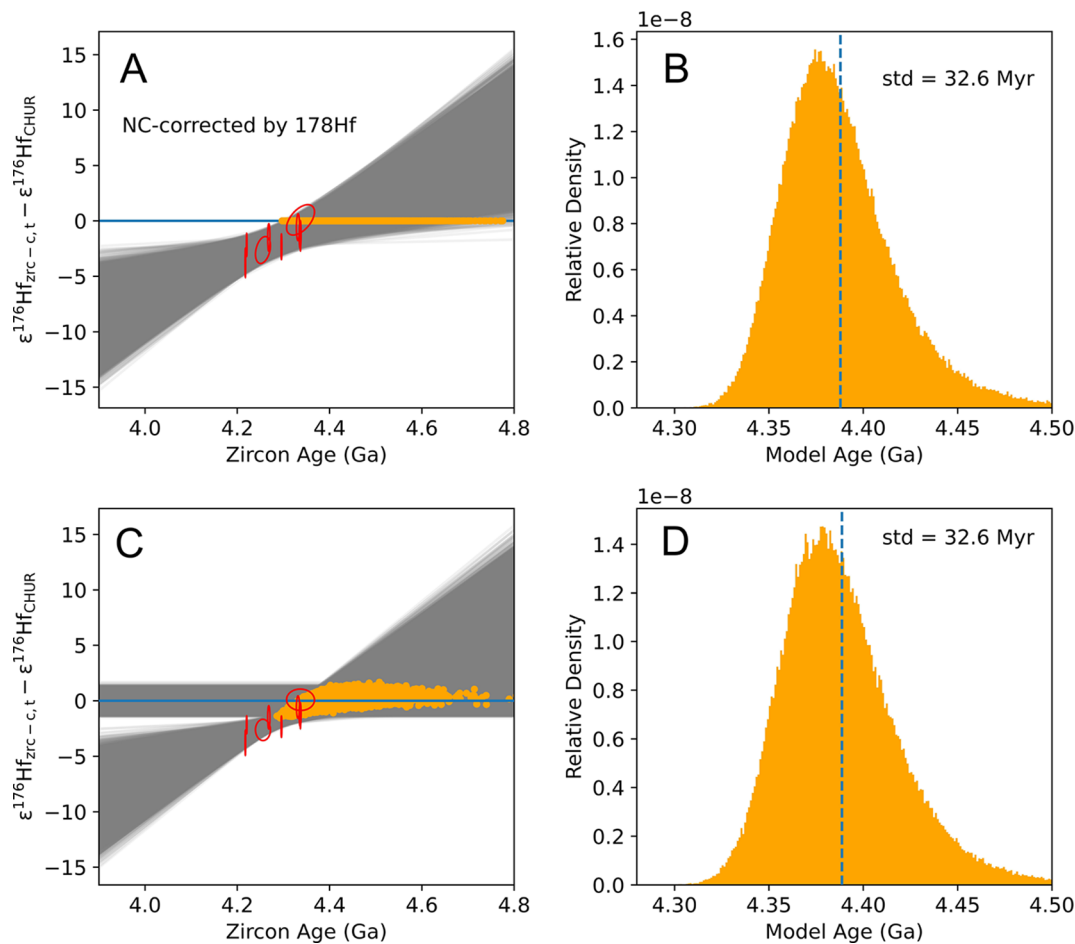 A
NC-corrected by 178Hf
15
10
5
0
−5
−10
−15
4.0 4.2 4.4 4.6 4.8
Zircon Age (Ga)
ε¹⁷⁶Hf_zrc−c,t − ε¹⁷⁶Hf_CHUR
1e−8
B
std = 32.6 Myr
1.6
1.4
1.2
1.0
0.8
0.6
0.4
0.2
0.0
4.30 4.35 4.40 4.45 4.50
Model Age (Ga)
Relative Density
C
15
10
5
0
−5
−10
−15
4.0 4.2 4.4 4.6 4.8
Zircon Age (Ga)
ε¹⁷⁶Hf_zrc−c,t − ε¹⁷⁶Hf_CHUR
1e−8
D
std = 32.6 Myr
1.4
1.2
1.0
0.8
0.6
0.4
0.2
0.0
4.30 4.35 4.40 4.45 4.50
Model Age (Ga)
Relative Density